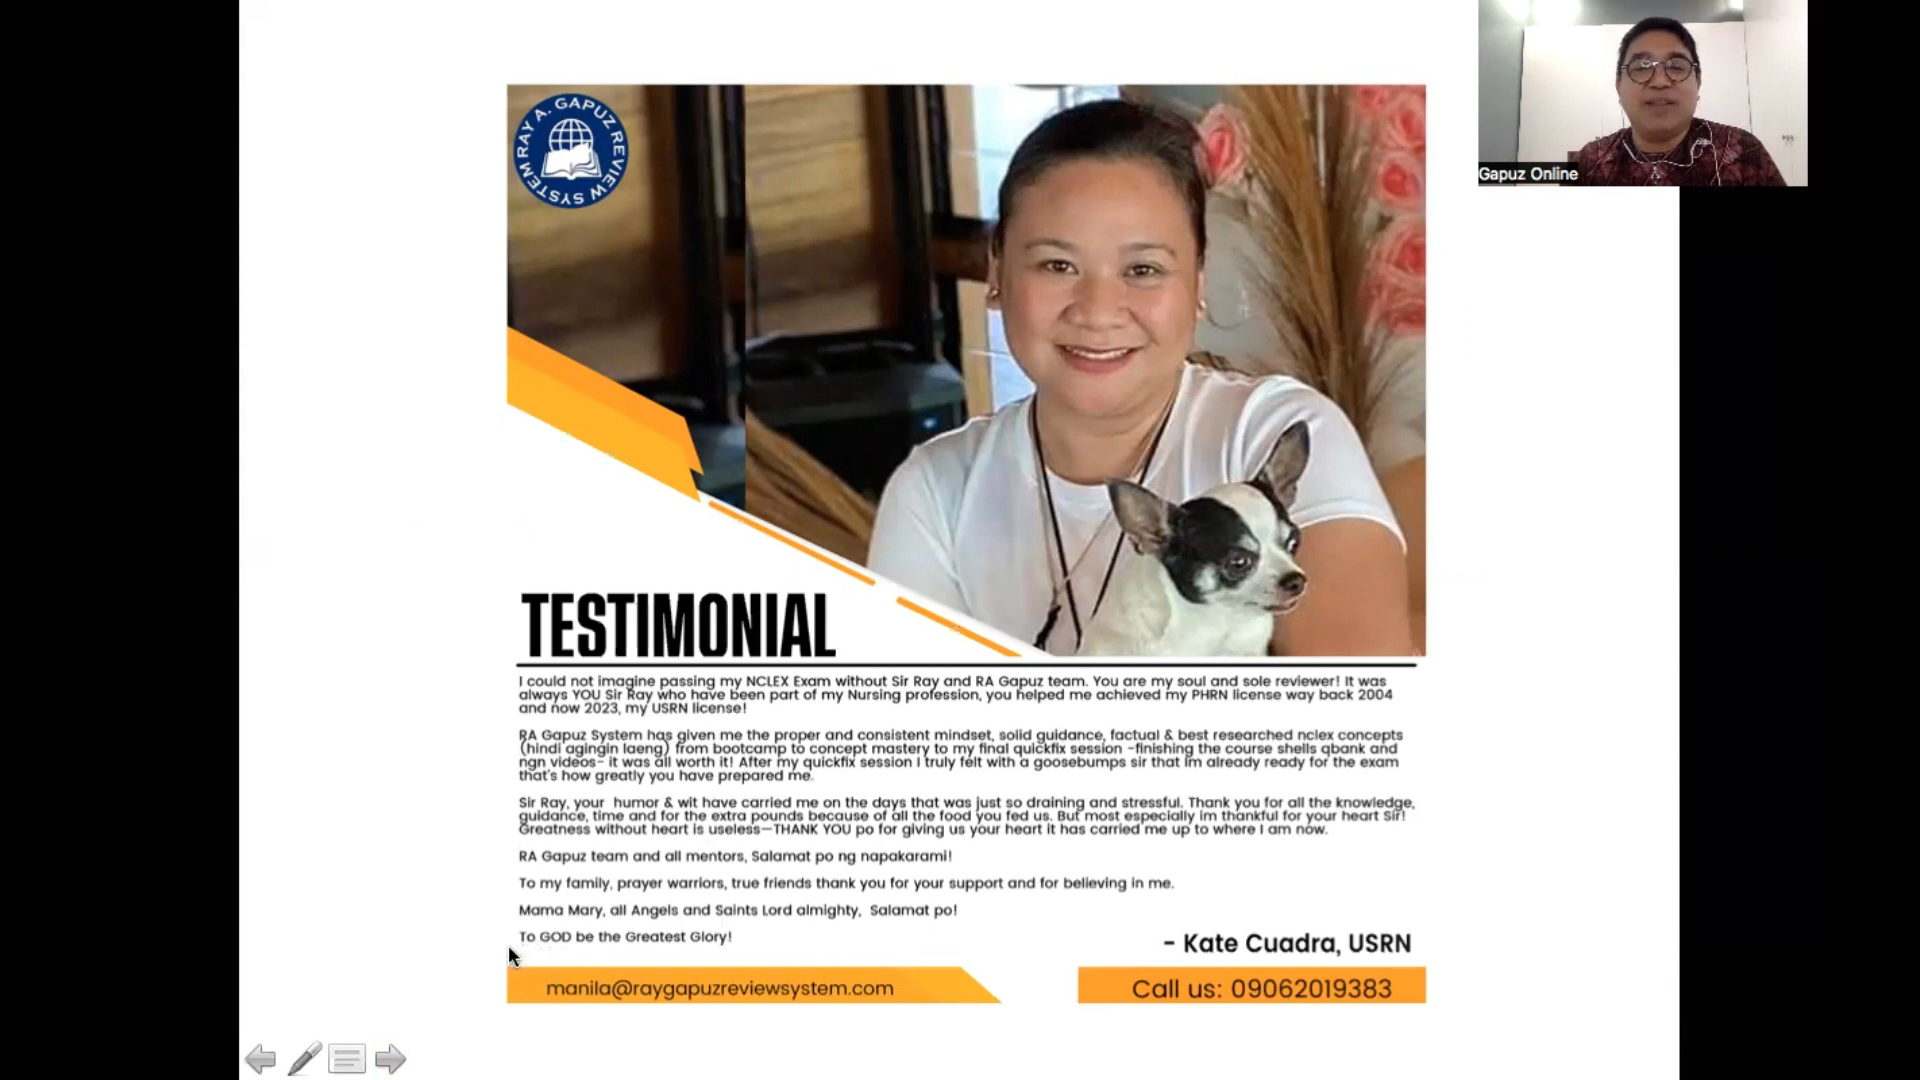 RAY A. GAPUZ REVIEW SYSTEM
Gapuz Online
TESTIMONIAL
I could not imagine passing my NCLEX Exam without Sir Ray and RA Gapuz team. You are my soul and sole reviewer! It was
always YOU Sir Ray who have been part of my Nursing profession, you helped me achieved my PHRN license way back 2004
and now 2023, my USRN license!
RA Gapuz System has given me the proper and consistent mindset, solid guidance, factual & best researched nclex concepts
(hindi agingin laeng) from bootcamp to concept mastery to my final quickfix session -finishing the course shells qbank and
ngn videos- it was all worth it! After my quickfix session I truly felt with a goosebumps sir that im already ready for the exam
that's how greatly you have prepared me.
Sir Ray, your humor & wit have carried me on the days that was just so draining and stressful. Thank you for all the knowledge,
guidance, time and for the extra pounds because of all the food you fed us. But most especially im thankful for your heart Sir!
Greatness without heart is useless—THANK YOU po for giving us your heart it has carried me up to where I am now.
RA Gapuz team and all mentors, Salamat po ng napakarami!
To my family, prayer warriors, true friends thank you for your support and for believing in me.
Mama Mary, all Angels and Saints Lord almighty, Salamat po!
To GOD be the Greatest Glory!
- Kate Cuadra, USRN
manila@raygapuzreviewsystem.com
Call us: 09062019383